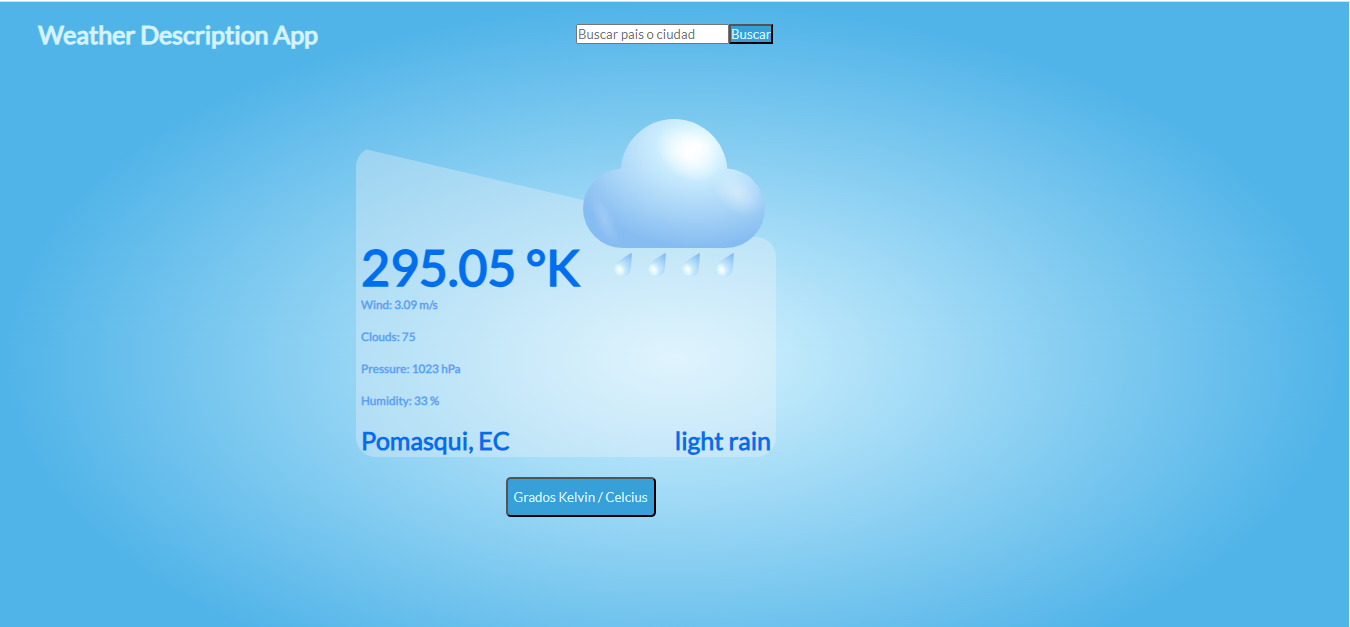 Weather Description App
Buscar pais o ciudad Buscar
295.05 °K
Wind: 3.09 m/s
Clouds: 75
Pressure: 1023 hPa
Humidity: 33 %
Pomasqui, EC light rain
Grados Kelvin / Celcius